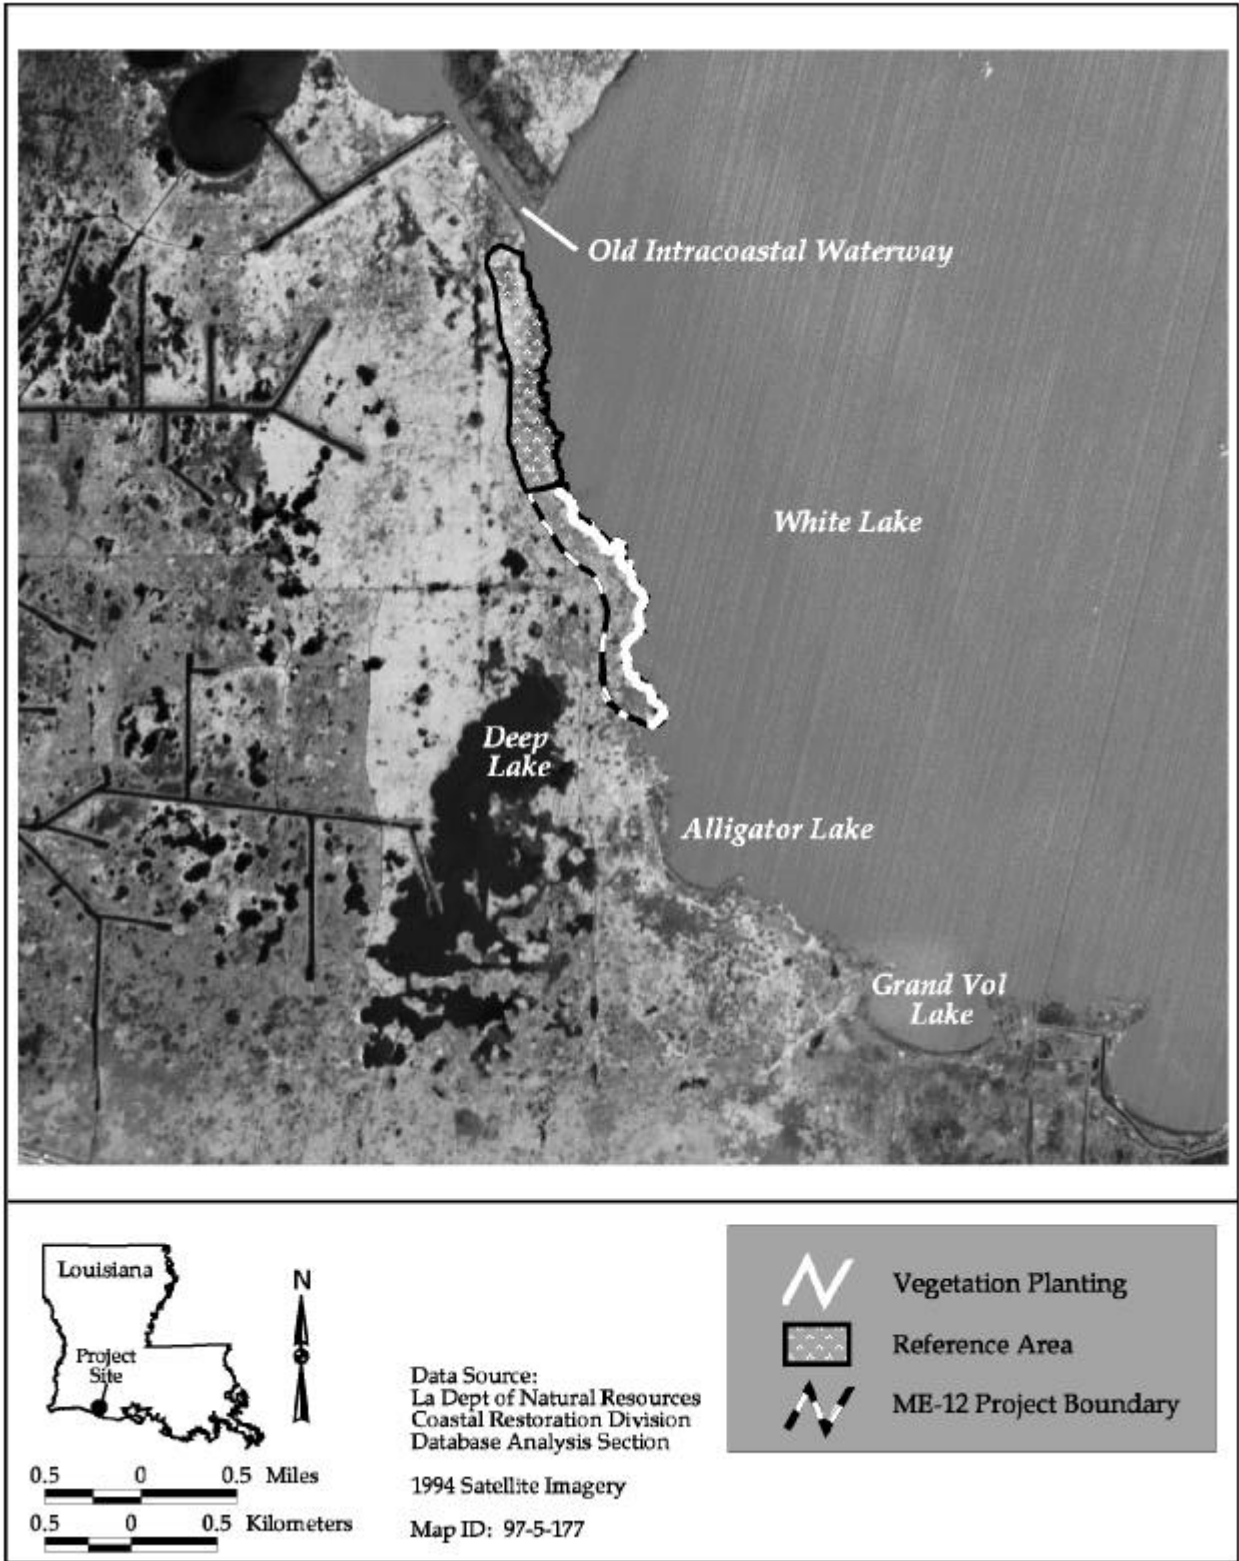 Old Intracoastal Waterway
White Lake
Deep
Lake
Alligator Lake
Grand Vol
Lake
Louisiana
Project
Site
N
Data Source:
La Dept of Natural Resources
Coastal Restoration Division
Database Analysis Section
1994 Satellite Imagery
Map ID: 97-5-177
0.5 0 0.5 Miles
0.5 0 0.5 Kilometers
Vegetation Planting
Reference Area
ME-12 Project Boundary